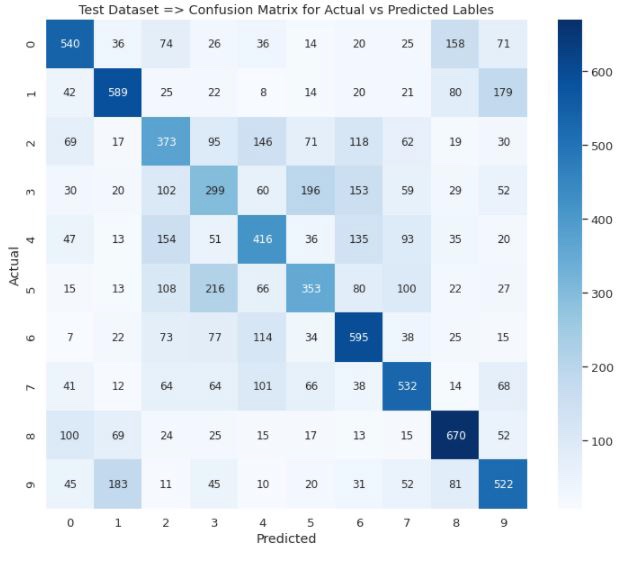 Test Dataset => Confusion Matrix for Actual vs Predicted Lables
0 540 36 74 26 36 14 20 25 158 71
1 42 589 25 22 8 14 20 21 80 179
2 69 17 373 95 146 71 118 62 19 30
3 30 20 102 299 60 196 153 59 29 52
4 47 13 154 51 416 36 135 93 35 20
5 15 13 108 216 66 353 80 100 22 27
6 7 22 73 77 114 34 595 38 25 15
7 41 12 64 64 101 66 38 532 14 68
8 100 69 24 25 15 17 13 15 670 52
9 45 183 11 45 10 20 31 52 81 522
0 1 2 3 4 5 6 7 8 9
Actual
Predicted
600
500
400
300
200
100